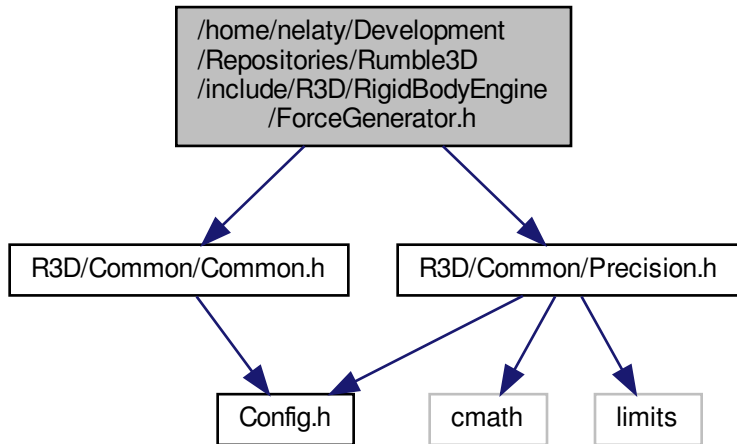 /home/nelaty/Development
/Repositories/Rumble3D
/include/R3D/RigidBodyEngine
/ForceGenerator.h
R3D/Common/Common.h
R3D/Common/Precision.h
Config.h
cmath
limits